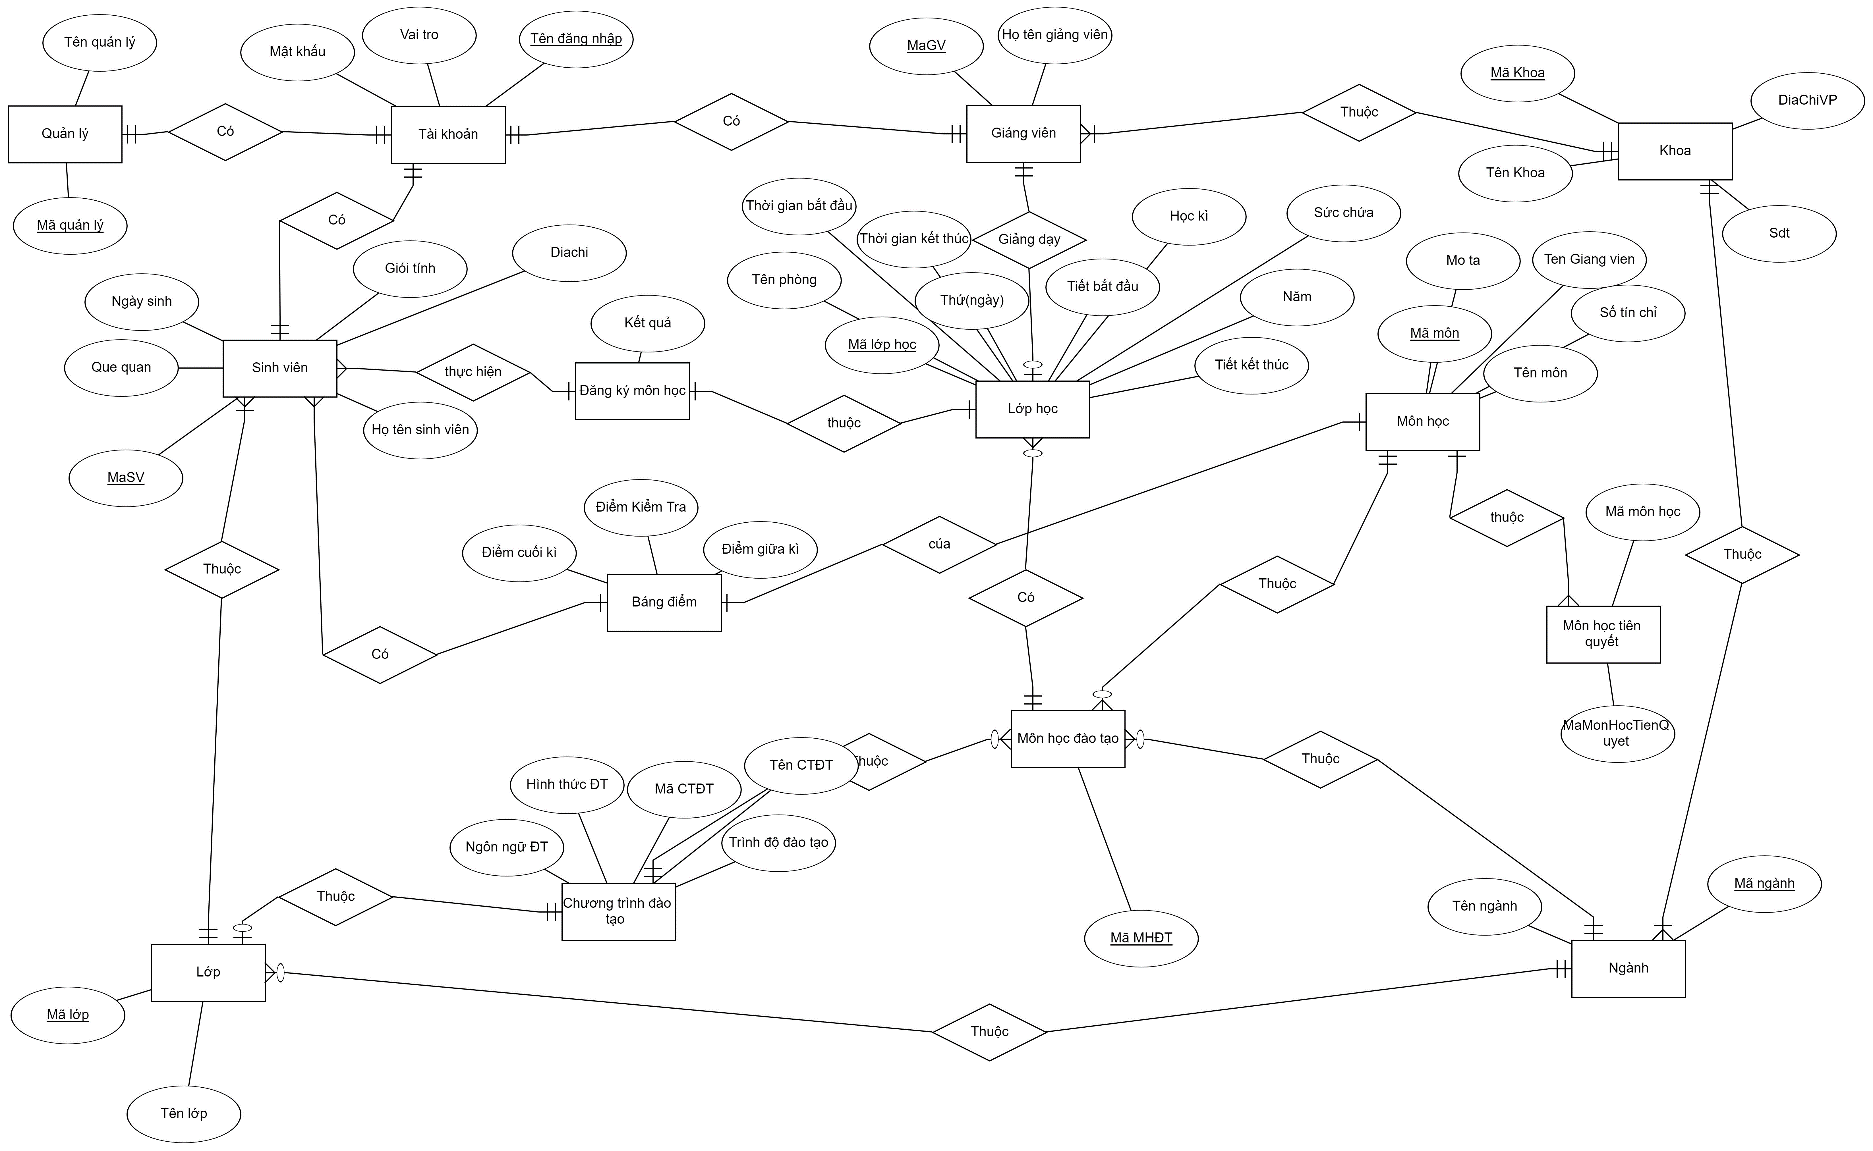 Tên quản lý
Mật khẩu
Vai tro
Tên đăng nhập
MaGV
Họ tên giảng viên
Mã Khoa
DiaChiVP
Quản lý
Có
Tài khoản
Có
Giảng viên
Thuộc
Khoa
Tên Khoa
Mã quản lý
Có
Thời gian bắt đầu
Thời gian kết thúc
Giảng dạy
Học kì
Sức chứa
Sdt
Ngày sinh
Giới tính
Diachi
Tên phòng
Thứ(ngày)
Tiết bắt đầu
Năm
Mo ta
Ten Giang vien
Kết quả
Mã lớp học
Mã môn
Số tín chỉ
Que quan
Sinh viên
thực hiện
Đăng ký môn học
Tiết kết thúc
Tên môn
Họ tên sinh viên
thuộc
Lớp học
Môn học
MaSV
Điểm Kiểm Tra
Mã môn học
thuộc
Điểm cuối kì
Điểm giữa kì
của
Thuộc
Thuộc
Thuộc
Bảng điểm
Có
Có
Môn học tiên
quyết
MaMonHocTienQ
uyet
Môn học đào tạo
Thuộc
Tên CTĐT
Thuộc
Hình thức ĐT
Mã CTĐT
Ngôn ngữ ĐT
Trình độ đào tạo
Thuộc
Chương trình đào
tạo
Mã MHĐT
Tên ngành
Mã ngành
Lớp
Ngành
Mã lớp
Thuộc
Tên lớp